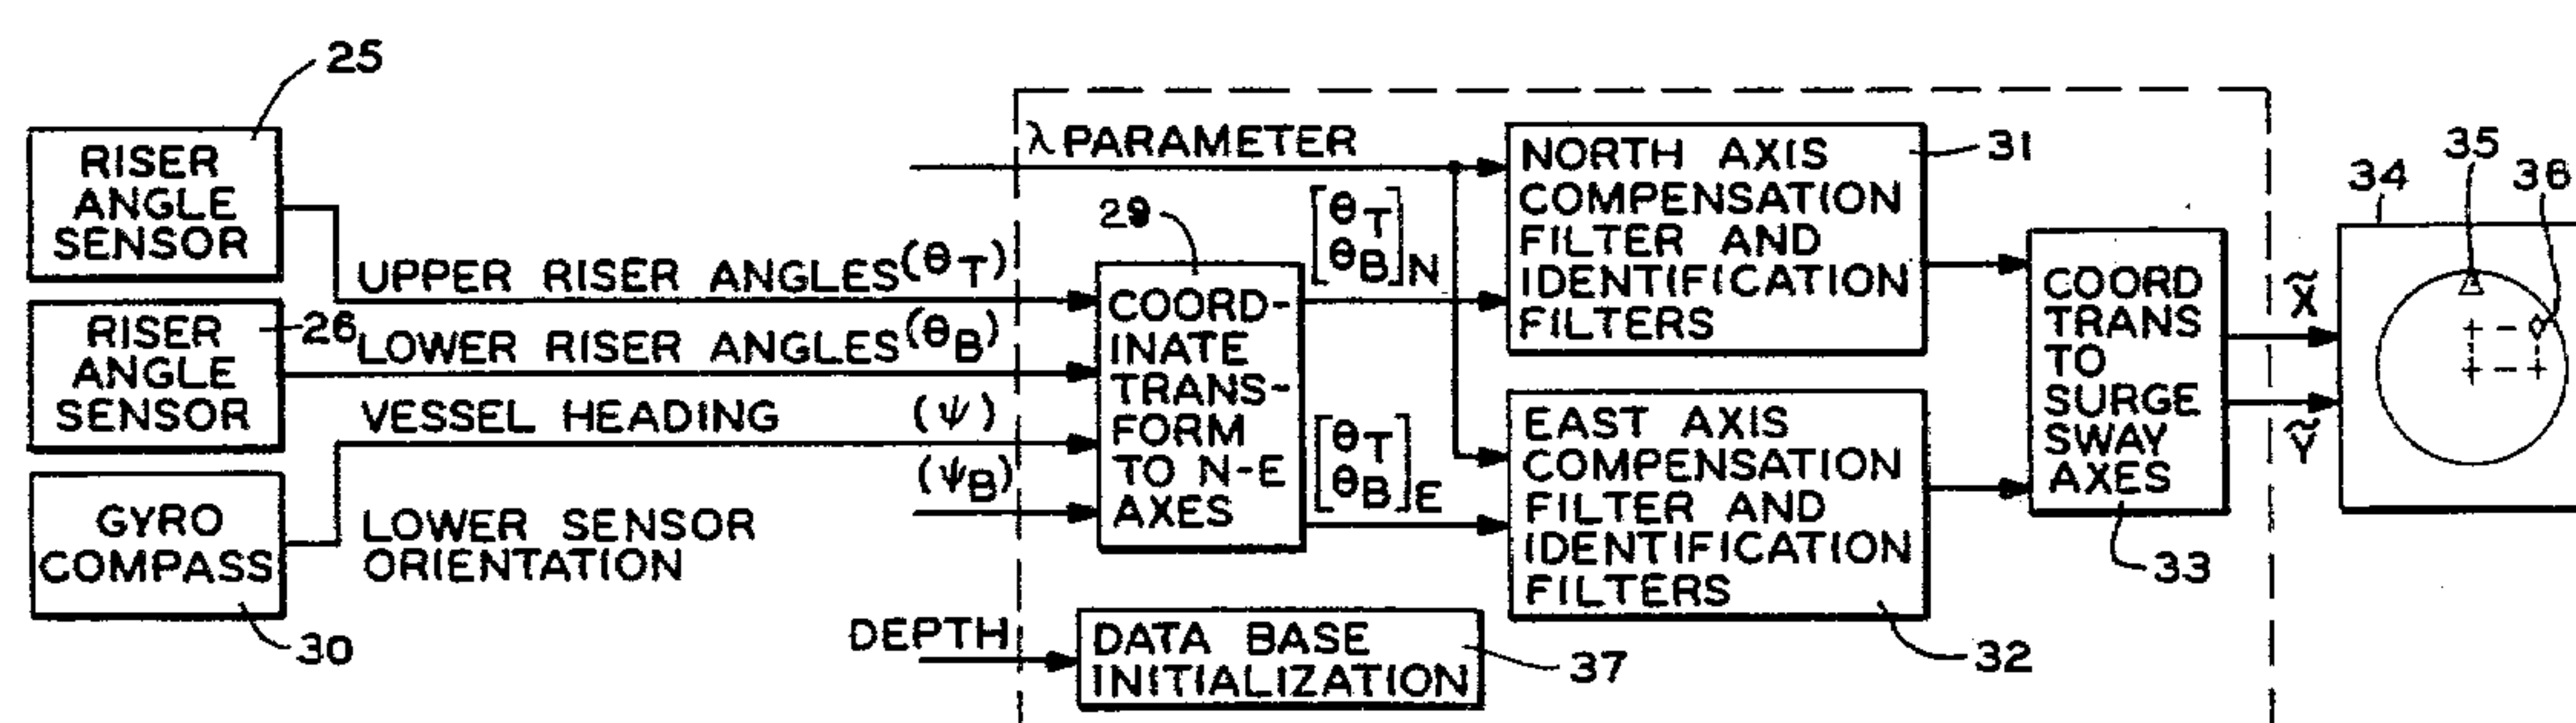 25
RISER
ANGLE
SENSOR
RISER
ANGLE
SENSOR
26
GYRO
COMPASS
30
UPPER RISER ANGLES (θT)
LOWER RISER ANGLES (θB)
VESSEL HEADING (ψ)
(ψB)
LOWER SENSOR
ORIENTATION
DEPTH
λ PARAMETER
29
COORD-
INATE
TRANS-
FORM
TO N-E
AXES
[θT
θB]N
[θT
θB]E
DATA BASE
INITIALIZATION
37
NORTH AXIS
COMPENSATION
FILTER AND
IDENTIFICATION
FILTERS
31
EAST AXIS
COMPENSATION
FILTER AND
IDENTIFICATION
FILTERS
32
COORD
TRANS
TO
SURGE
SWAY
AXES
33
X̃
Ỹ
34
35
36